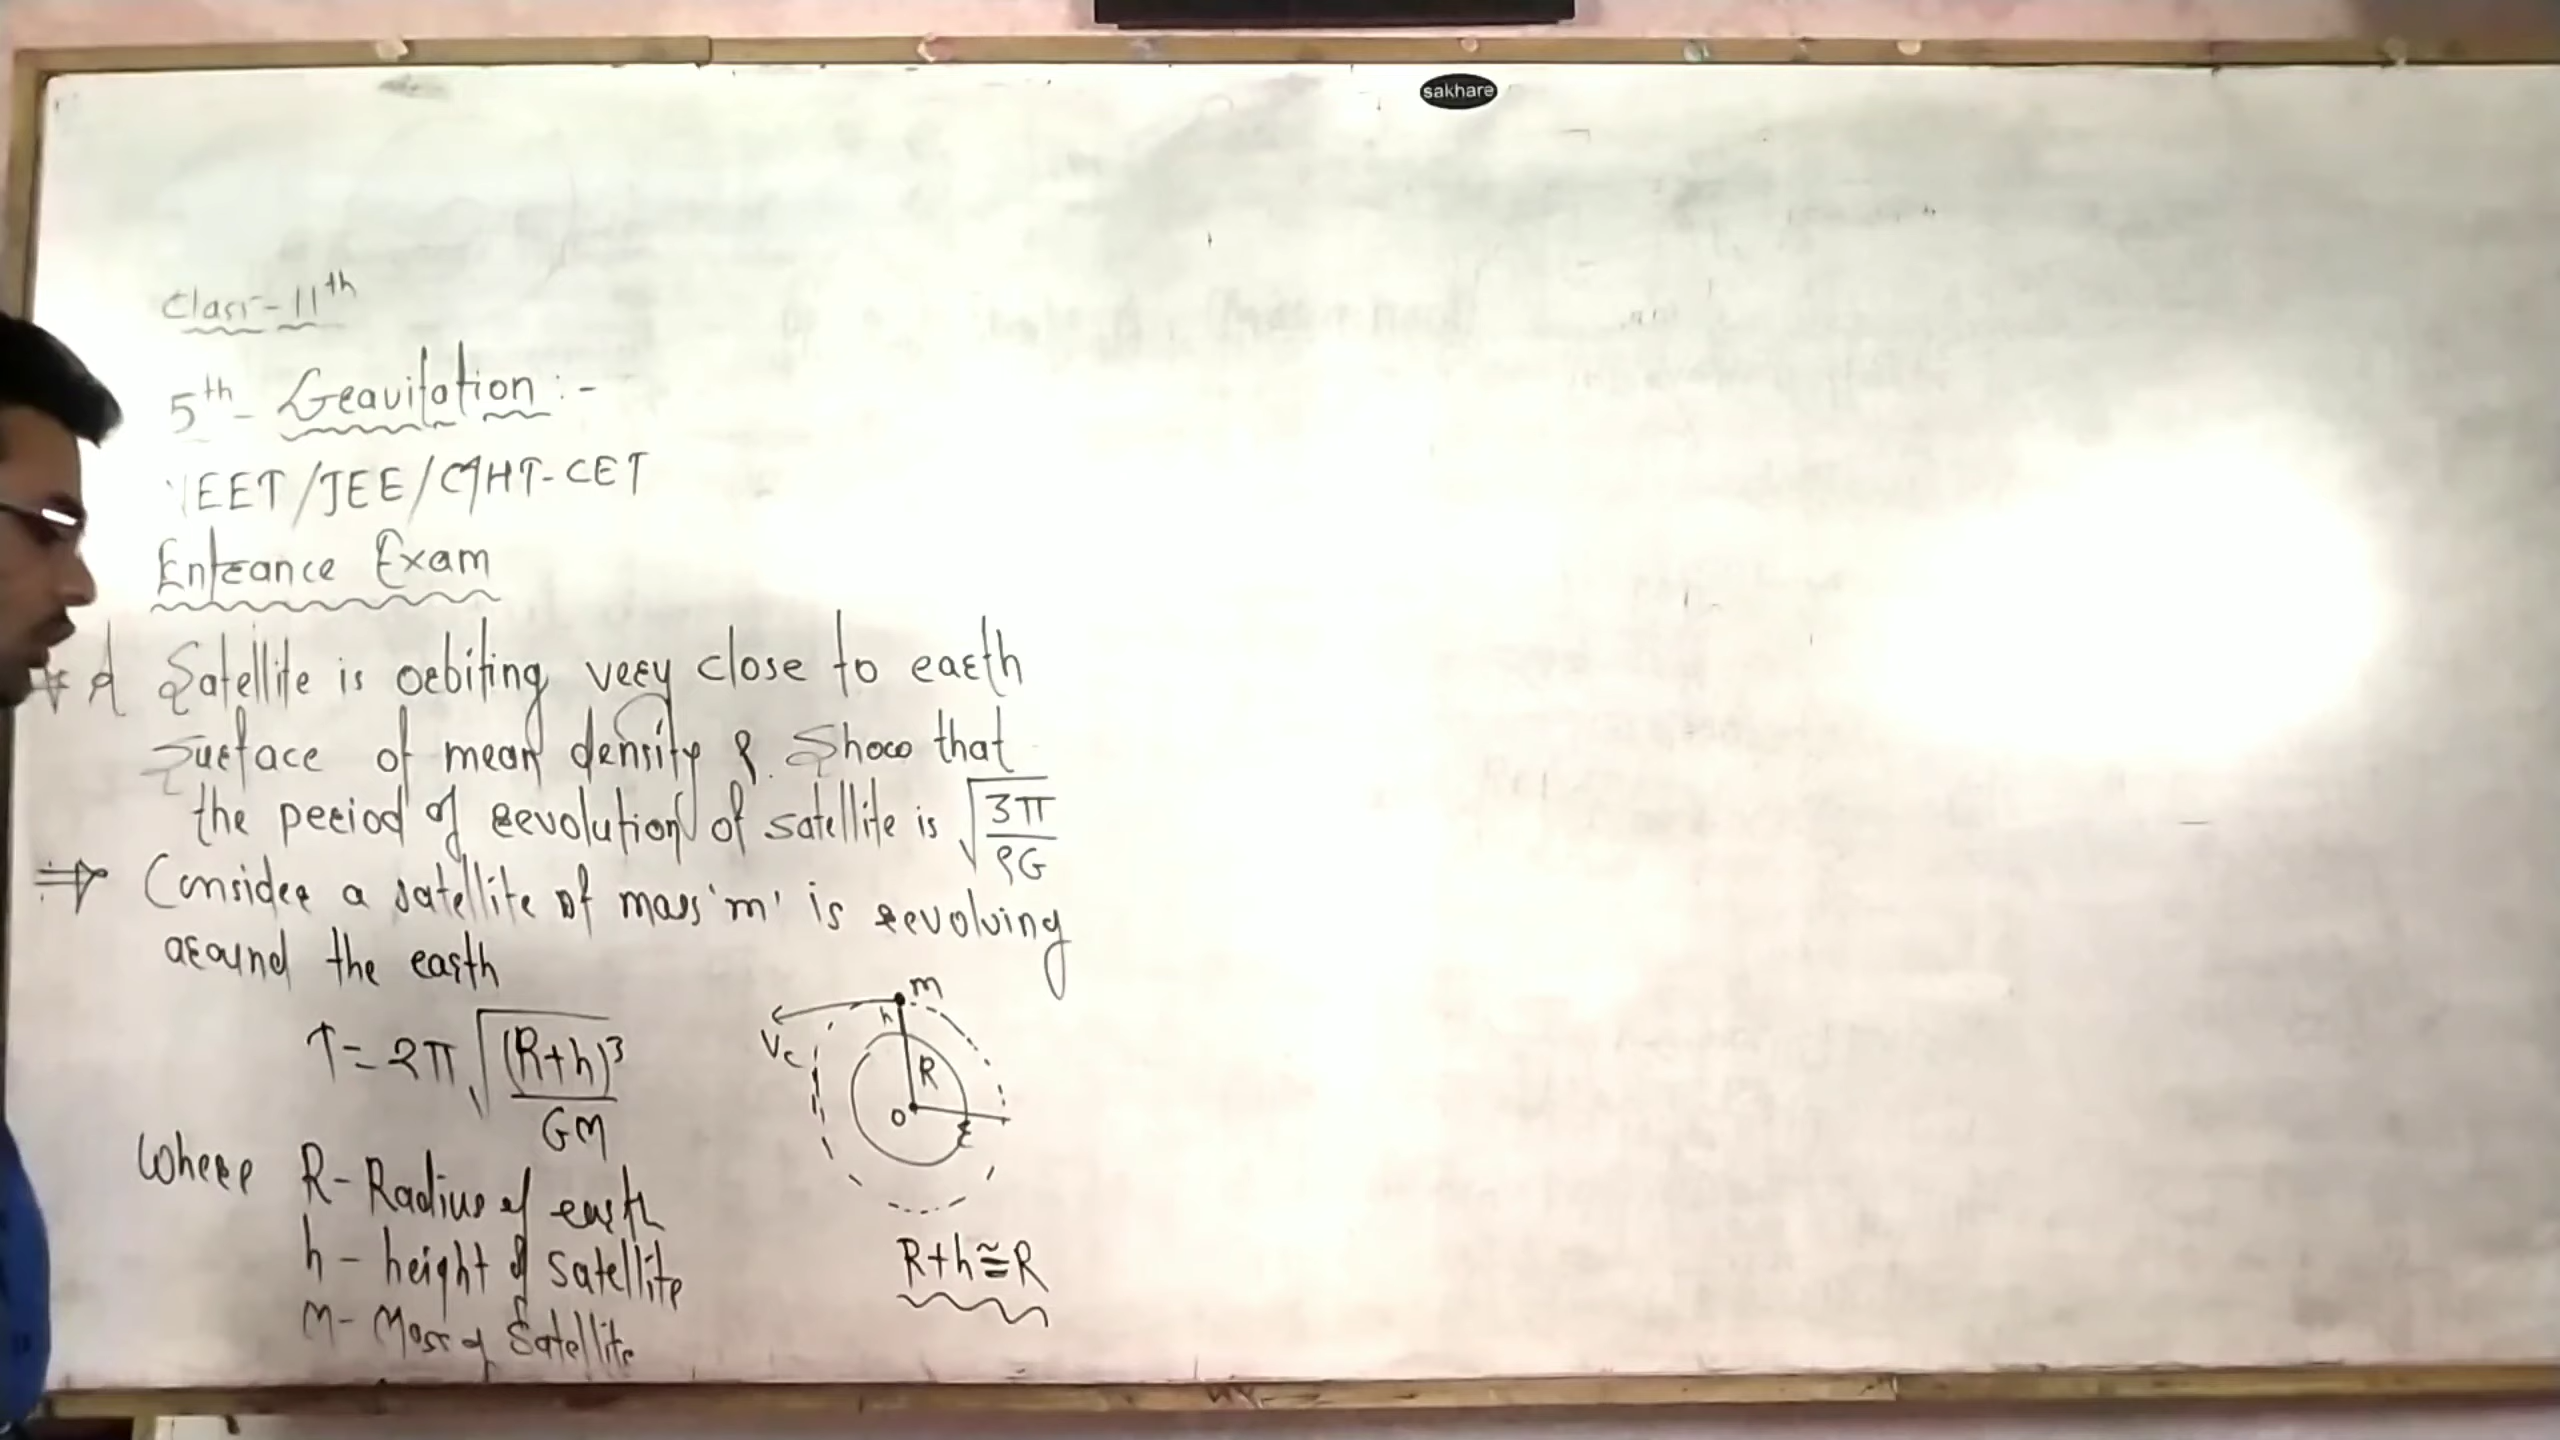 sakhare
Class-11th
5th- Gravitation :-
NEET/JEE/MHT-CET
Entrance Exam
* A Satellite is orbiting very close to earth
Surface of mean density ρ. Show that
the period of revolution of satellite is √(3π/ρG)
⇒ Consider a satellite of mass 'm' is revolving
around the earth
T=2π√((R+h)³/GM)
m
h
Vc
R
O
E
Where R- Radius of earth
h - height of satellite
R+h≅R
M- Mass of Satellite